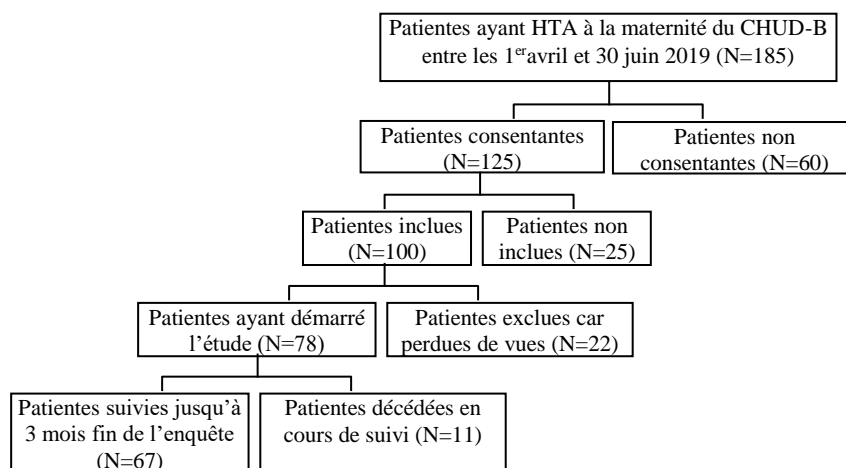 Patientes ayant HTA à la maternité du CHUD-B
entre les 1er avril et 30 juin 2019 (N=185)
Patientes consentantes
(N=125)
Patientes non
consentantes (N=60)
Patientes inclues
(N=100)
Patientes non
inclues (N=25)
Patientes ayant démarré
l'étude (N=78)
Patientes exclues car
perdues de vues (N=22)
Patientes suivies jusqu'à
3 mois fin de l'enquête
(N=67)
Patientes décédées en
cours de suivi (N=11)